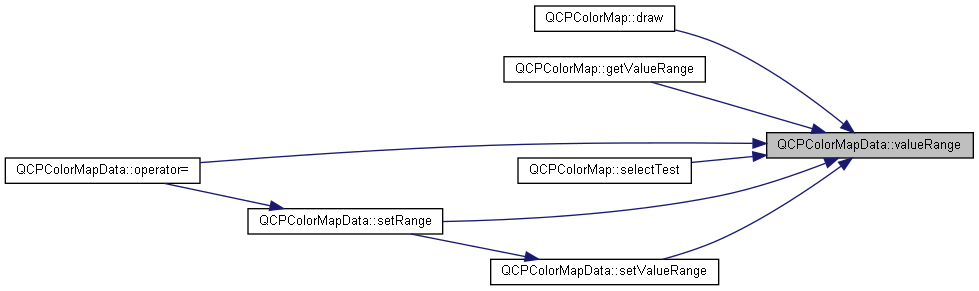 QCPColorMap::draw
QCPColorMap::getValueRange
QCPColorMapData::valueRange
QCPColorMapData::operator=
QCPColorMap::selectTest
QCPColorMapData::setRange
QCPColorMapData::setValueRange